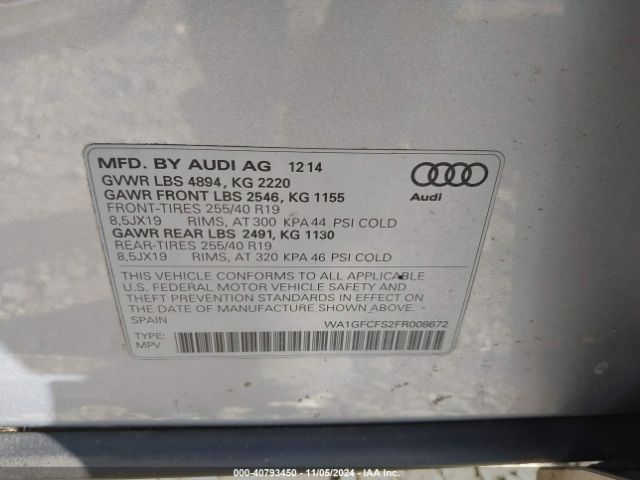 MFD. BY AUDI AG 12 14
GVWR LBS 4894, KG 2220
GAWR FRONT LBS 2546, KG 1155
FRONT-TIRES 255/40 R19
8,5JX19 RIMS, AT 300 KPA 44 PSI COLD
GAWR REAR LBS 2491, KG 1130
REAR-TIRES 255/40 R19
8,5JX19 RIMS, AT 320 KPA 46 PSI COLD
Audi
THIS VEHICLE CONFORMS TO ALL APPLICABLE
U.S. FEDERAL MOTOR VEHICLE SAFETY AND
THEFT PREVENTION STANDARDS IN EFFECT ON
THE DATE OF MANUFACTURE SHOWN ABOVE.
SPAIN WA1GFCFS2FR008672
TYPE:
MPV
000-40793450 - 11/05/2024 - IAA Inc.